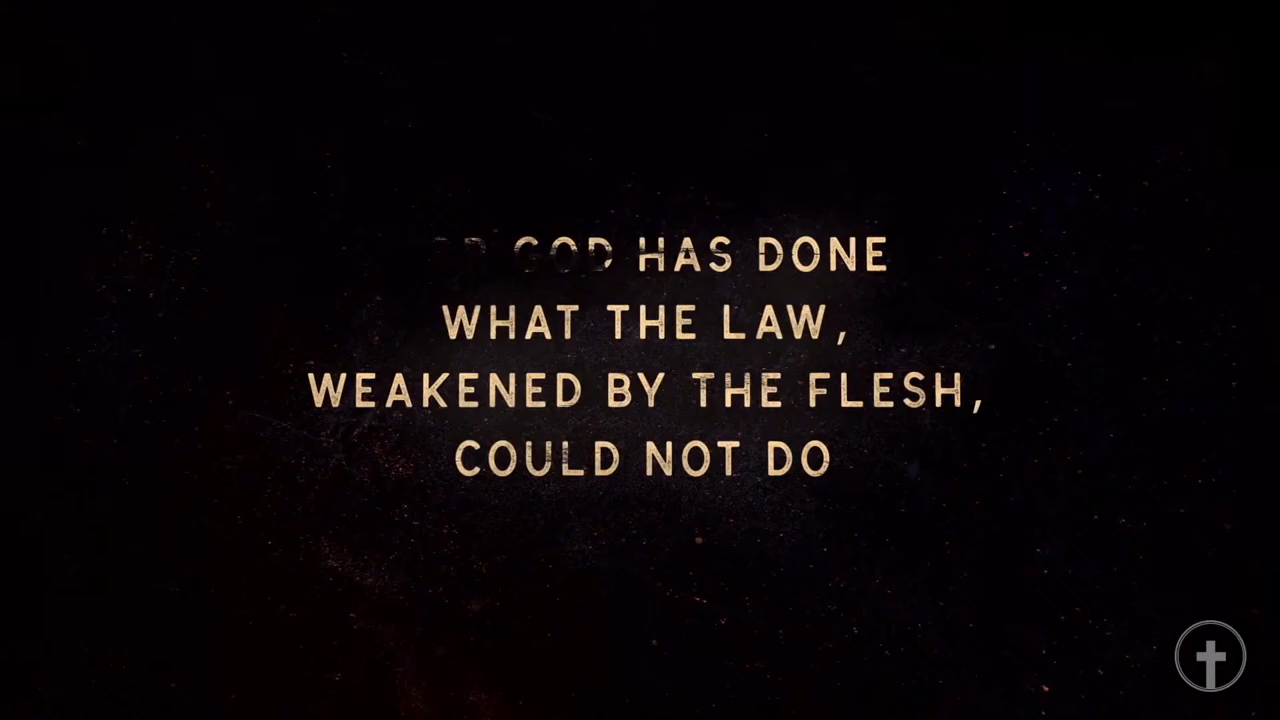 GOD HAS DONE
WHAT THE LAW,
WEAKENED BY THE FLESH,
COULD NOT DO